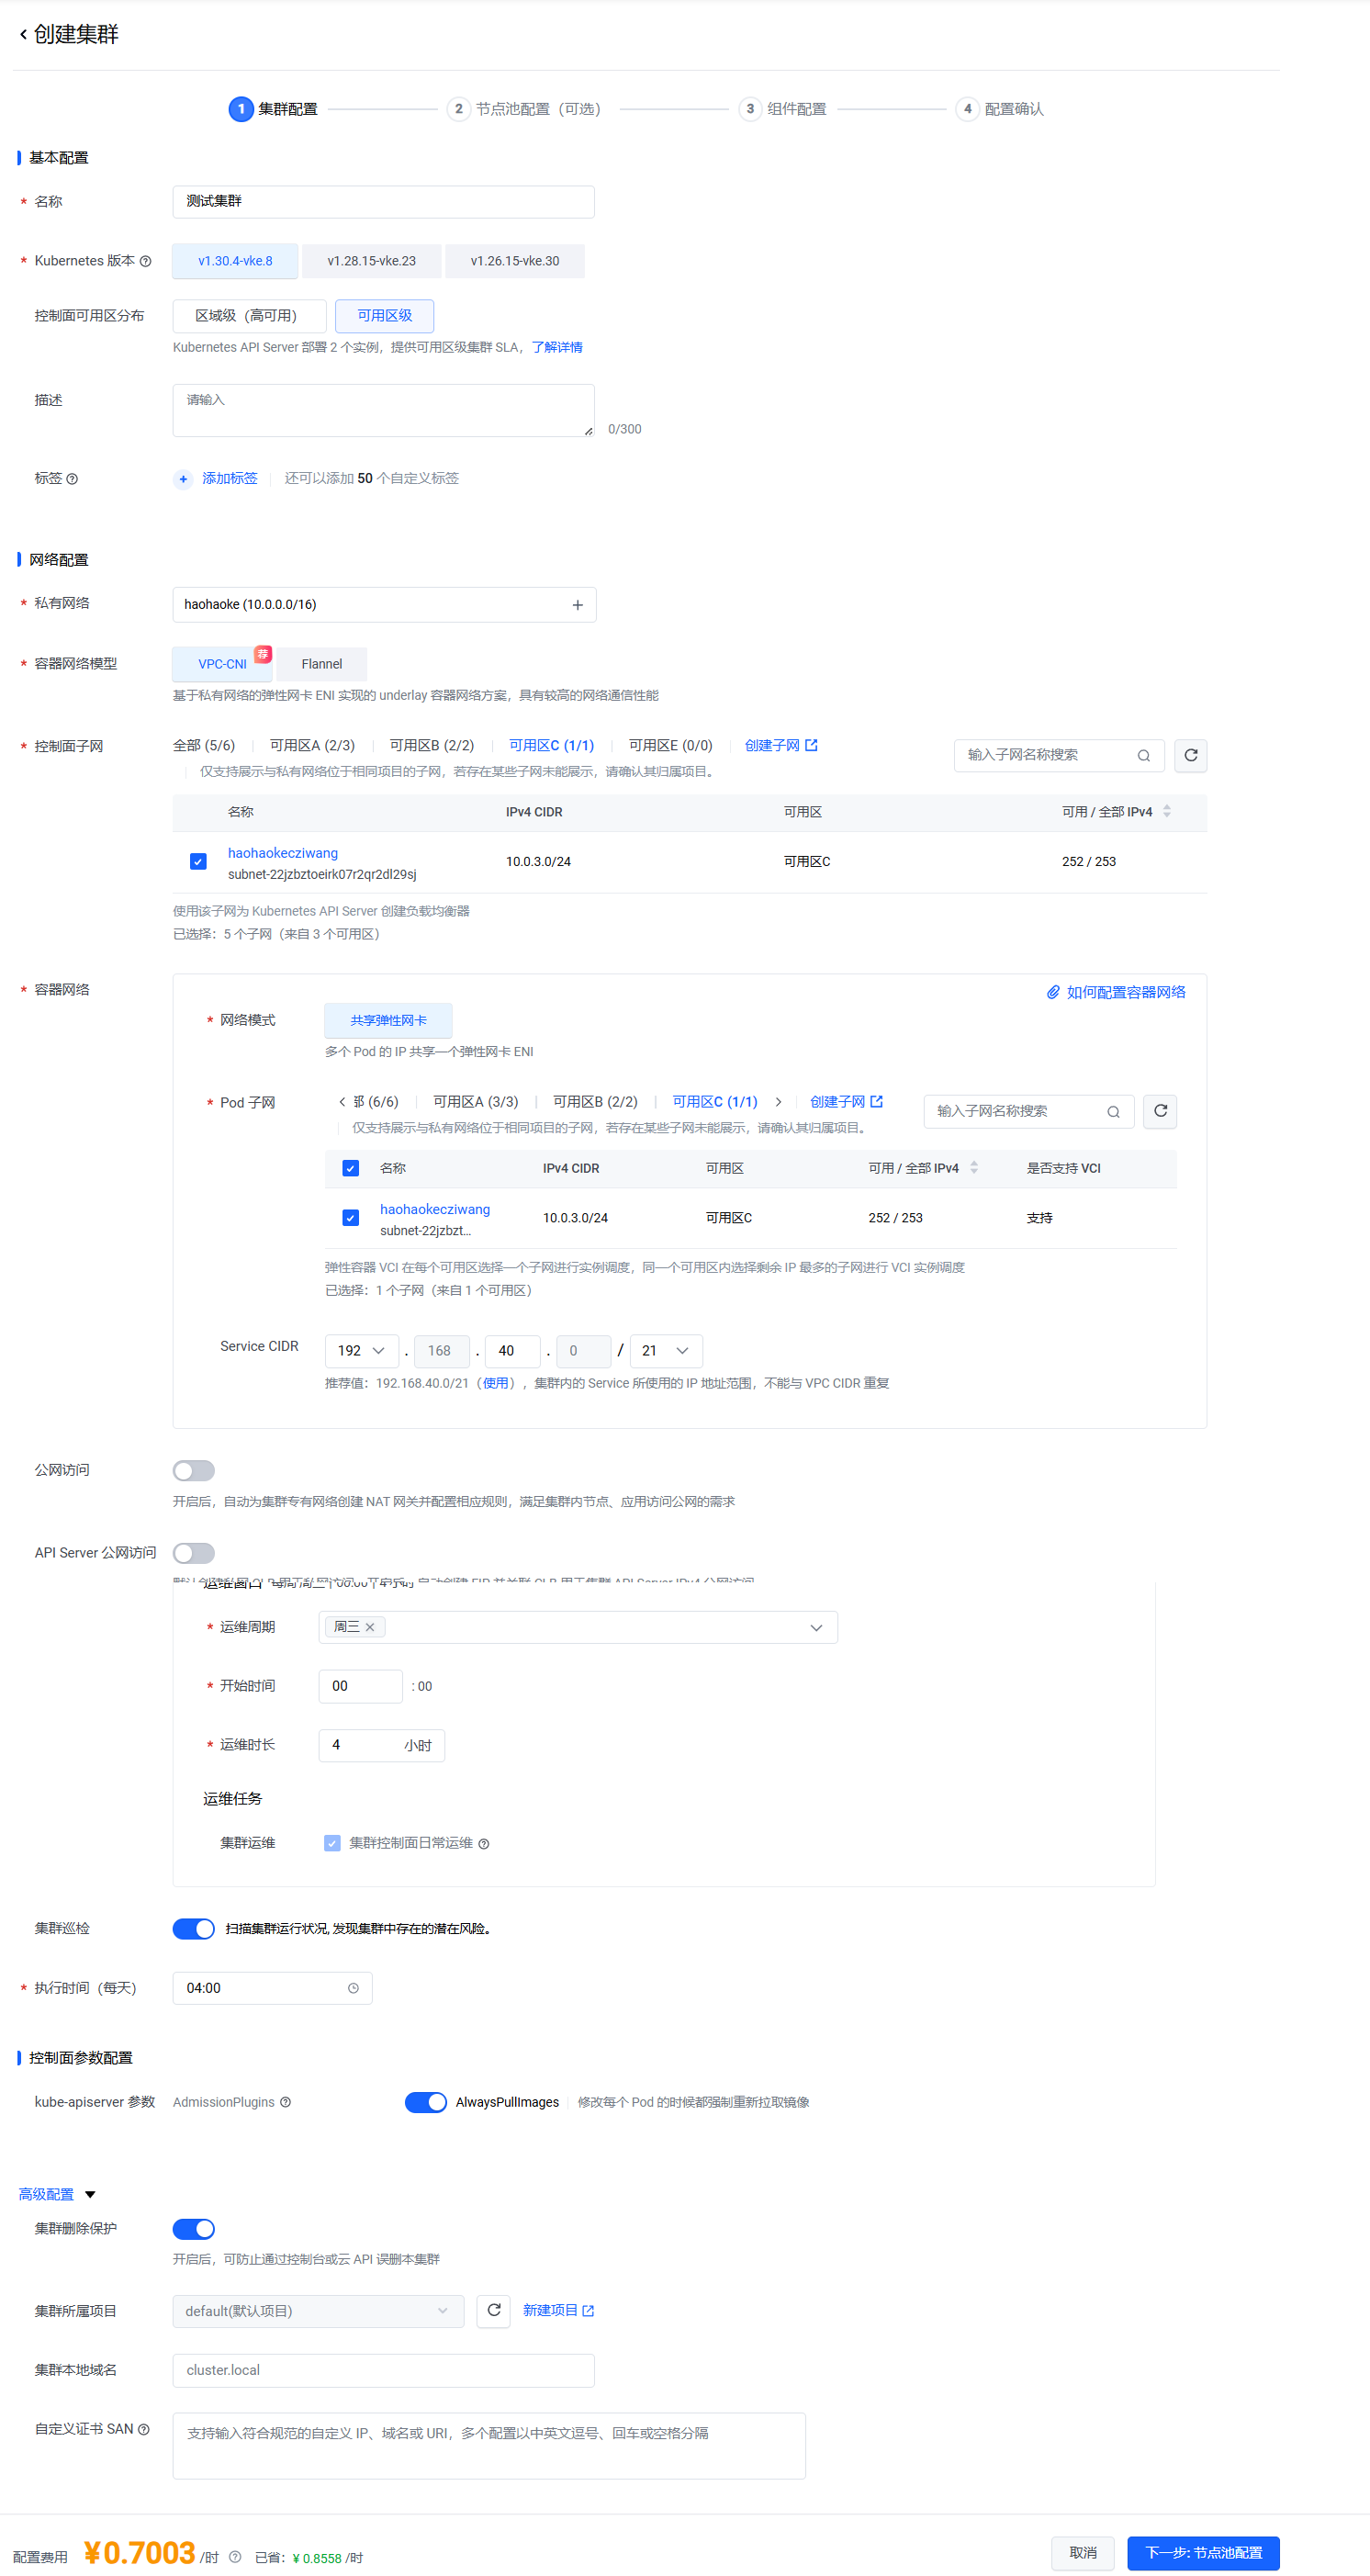 创建集群
1 集群配置 2 节点池配置（可选） 3 组件配置 4 配置确认
基本配置
* 名称 测试集群
* Kubernetes 版本 v1.30.4-vke.8 v1.28.15-vke.23 v1.26.15-vke.30
控制面可用区分布 区域级（高可用） 可用区级
Kubernetes API Server 部署 2 个实例，提供可用区级集群 SLA，了解详情
描述 请输入
0/300
标签 + 添加标签 还可以添加 50 个自定义标签
网络配置
* 私有网络 haohaoke (10.0.0.0/16)
* 容器网络模型 VPC-CNI 荐 Flannel
基于私有网络的弹性网卡 ENI 实现的 underlay 容器网络方案，具有较高的网络通信性能
* 控制面子网 全部 (5/6) 可用区A (2/3) 可用区B (2/2) 可用区C (1/1) 可用区E (0/0) 创建子网 输入子网名称搜索
仅支持展示与私有网络位于相同项目的子网，若存在某些子网未能展示，请确认其归属项目。
名称 IPv4 CIDR 可用区 可用 / 全部 IPv4
haohaokecziwang 10.0.3.0/24 可用区C 252 / 253
subnet-22jzbztoeirk07r2qr2dl29sj
使用该子网为 Kubernetes API Server 创建负载均衡器
已选择：5 个子网（来自 3 个可用区）
* 容器网络 如何配置容器网络
* 网络模式 共享弹性网卡
多个 Pod 的 IP 共享一个弹性网卡 ENI
* Pod 子网 (6/6) 可用区A (3/3) 可用区B (2/2) 可用区C (1/1) 创建子网 输入子网名称搜索
仅支持展示与私有网络位于相同项目的子网，若存在某些子网未能展示，请确认其归属项目。
名称 IPv4 CIDR 可用区 可用 / 全部 IPv4 是否支持 VCI
haohaokecziwang 10.0.3.0/24 可用区C 252 / 253 支持
subnet-22jzbzt...
弹性容器 VCI 在每个可用区选择一个子网进行实例调度，同一个可用区内选择剩余 IP 最多的子网进行 VCI 实例调度
已选择：1 个子网（来自 1 个可用区）
Service CIDR 192 . 168 . 40 . 0 / 21
推荐值：192.168.40.0/21（使用），集群内的 Service 所使用的 IP 地址范围，不能与 VPC CIDR 重复
公网访问
开启后，自动为集群专有网络创建 NAT 网关并配置相应规则，满足集群内节点、应用访问公网的需求
API Server 公网访问
* 运维周期 周三
* 开始时间 00 : 00
* 运维时长 4 小时
运维任务
集群运维 集群控制面日常运维
集群巡检 扫描集群运行状况, 发现集群中存在的潜在风险。
* 执行时间（每天） 04:00
控制面参数配置
kube-apiserver 参数 AdmissionPlugins AlwaysPullImages 修改每个 Pod 的时候都强制重新拉取镜像
高级配置
集群删除保护
开启后，可防止通过控制台或云 API 误删本集群
集群所属项目 default(默认项目) 新建项目
集群本地域名 cluster.local
自定义证书 SAN 支持输入符合规范的自定义 IP、域名或 URI，多个配置以中英文逗号、回车或空格分隔
配置费用 ¥0.7003 /时 已省：¥ 0.8558 /时 取消 下一步: 节点池配置